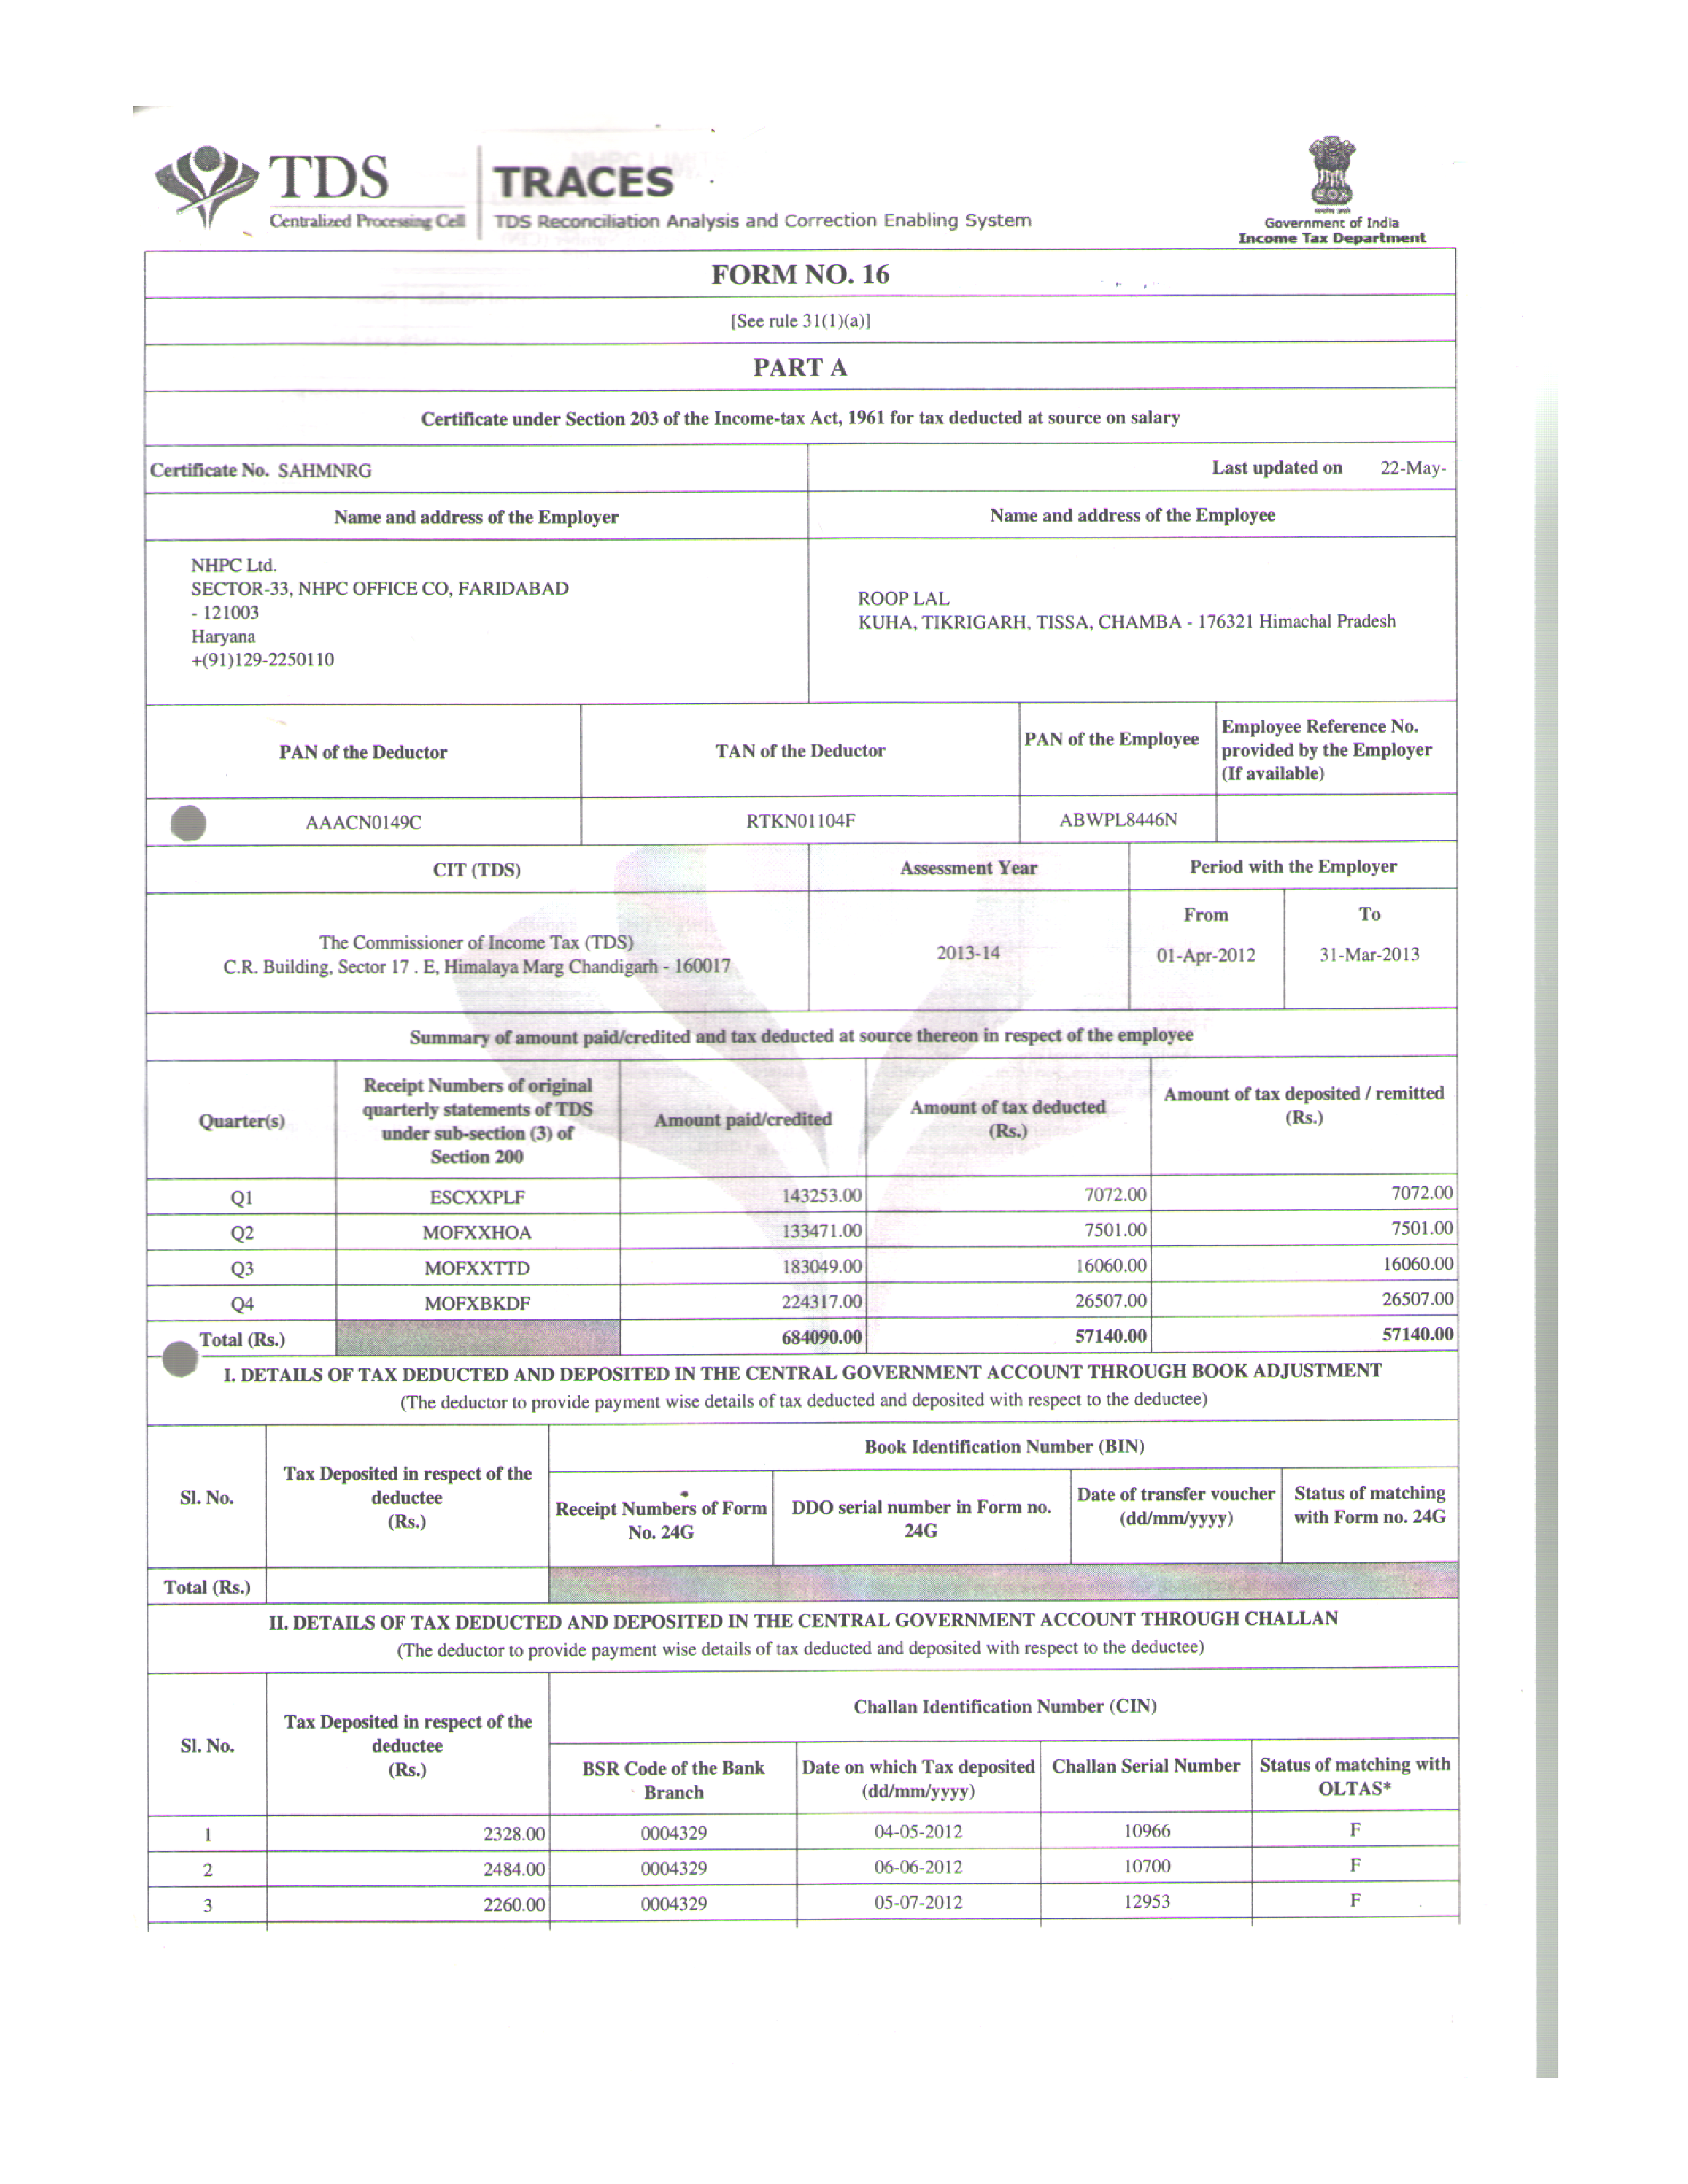 TDS
Centralized Processing Cell
TRACES
TDS Reconciliation Analysis and Correction Enabling System
Government of India
Income Tax Department
FORM NO. 16
[See rule 31(1)(a)]
PART A
Certificate under Section 203 of the Income-tax Act, 1961 for tax deducted at source on salary
Certificate No. SAHMNRG
Last updated on 22-May-
Name and address of the Employer
Name and address of the Employee
NHPC Ltd.
SECTOR-33, NHPC OFFICE CO, FARIDABAD
- 121003
Haryana
+(91)129-2250110
ROOP LAL
KUHA, TIKRIGARH, TISSA, CHAMBA - 176321 Himachal Pradesh
PAN of the Deductor
TAN of the Deductor
PAN of the Employee
Employee Reference No.
provided by the Employer
(If available)
AAACN0149C
RTKN01104F
ABWPL8446N
CIT (TDS)
Assessment Year
Period with the Employer
The Commissioner of Income Tax (TDS)
C.R. Building, Sector 17 . E, Himalaya Marg Chandigarh - 160017
2013-14
From
To
01-Apr-2012
31-Mar-2013
Summary of amount paid/credited and tax deducted at source thereon in respect of the employee
Quarter(s)
Receipt Numbers of original
quarterly statements of TDS
under sub-section (3) of
Section 200
Amount paid/credited
Amount of tax deducted
(Rs.)
Amount of tax deposited / remitted
(Rs.)
Q1 ESCXXPLF 143253.00 7072.00 7072.00
Q2 MOFXXHOA 133471.00 7501.00 7501.00
Q3 MOFXXTTD 183049.00 16060.00 16060.00
Q4 MOFXBKDF 224317.00 26507.00 26507.00
Total (Rs.) 684090.00 57140.00 57140.00
I. DETAILS OF TAX DEDUCTED AND DEPOSITED IN THE CENTRAL GOVERNMENT ACCOUNT THROUGH BOOK ADJUSTMENT
(The deductor to provide payment wise details of tax deducted and deposited with respect to the deductee)
Sl. No.
Tax Deposited in respect of the
deductee
(Rs.)
Book Identification Number (BIN)
Receipt Numbers of Form
No. 24G
DDO serial number in Form no.
24G
Date of transfer voucher
(dd/mm/yyyy)
Status of matching
with Form no. 24G
Total (Rs.)
II. DETAILS OF TAX DEDUCTED AND DEPOSITED IN THE CENTRAL GOVERNMENT ACCOUNT THROUGH CHALLAN
(The deductor to provide payment wise details of tax deducted and deposited with respect to the deductee)
Sl. No.
Tax Deposited in respect of the
deductee
(Rs.)
Challan Identification Number (CIN)
BSR Code of the Bank
Branch
Date on which Tax deposited
(dd/mm/yyyy)
Challan Serial Number
Status of matching with
OLTAS*
1 2328.00 0004329 04-05-2012 10966 F
2 2484.00 0004329 06-06-2012 10700 F
3 2260.00 0004329 05-07-2012 12953 F